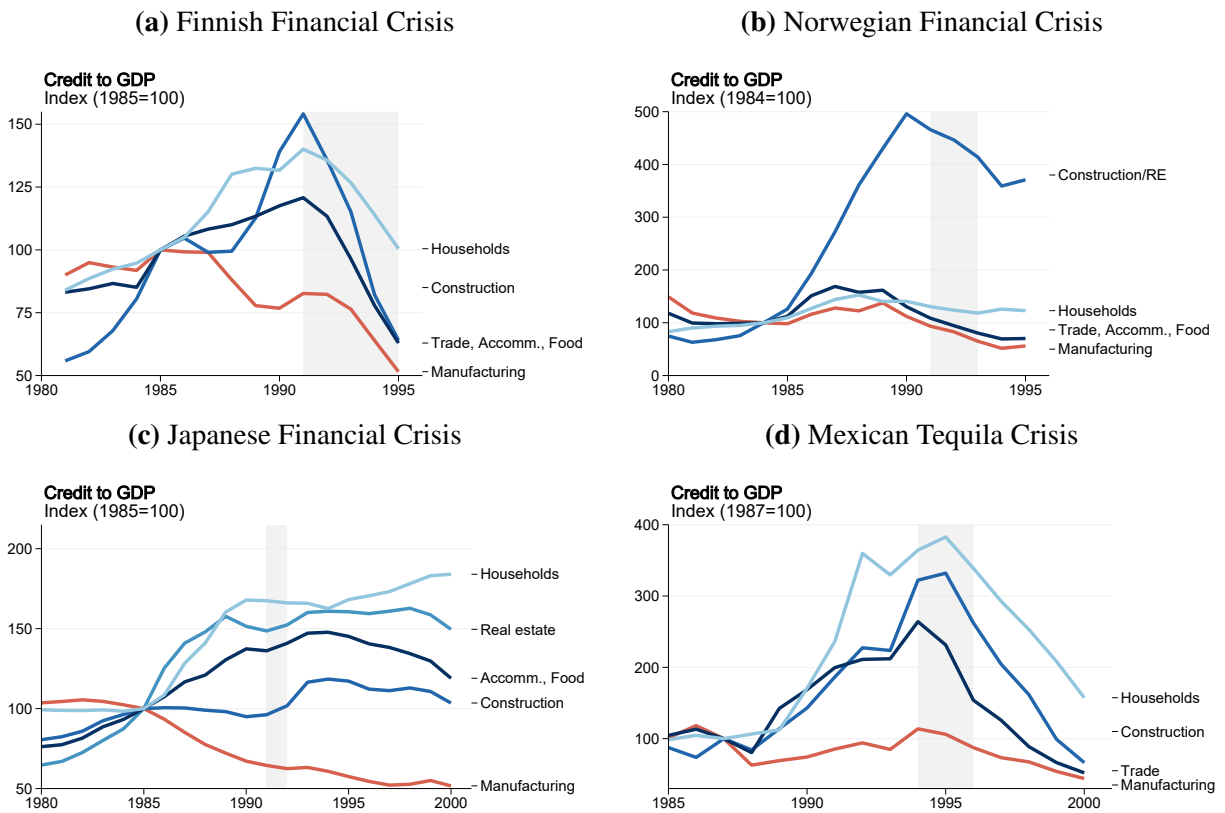 (a) Finnish Financial Crisis
Credit to GDP
Index (1985=100)
150
125
100
75
50
1980
1985
1990
1995
Households
Construction
Trade, Accomm., Food
Manufacturing
(b) Norwegian Financial Crisis
Credit to GDP
Index (1984=100)
500
400
300
200
100
0
1980
1985
1990
1995
Construction/RE
Households
Trade, Accomm., Food
Manufacturing
(c) Japanese Financial Crisis
Credit to GDP
Index (1985=100)
200
150
100
50
1980
1985
1990
1995
2000
Households
Real estate
Accomm., Food
Construction
Manufacturing
(d) Mexican Tequila Crisis
Credit to GDP
Index (1987=100)
400
300
200
100
1985
1990
1995
2000
Households
Construction
Trade
Manufacturing